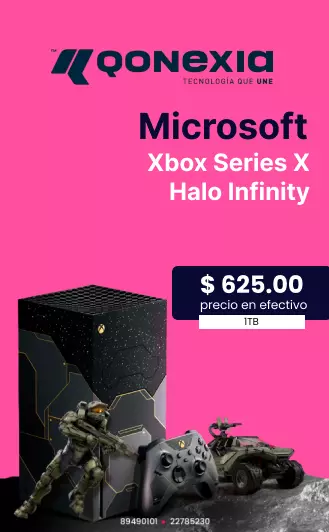 ™ QONEXIA
TECNOLOGÍA QUE UNE
Microsoft
Xbox Series X
Halo Infinity
$ 625.00
precio en efectivo
1TB
89490101 • 22785230